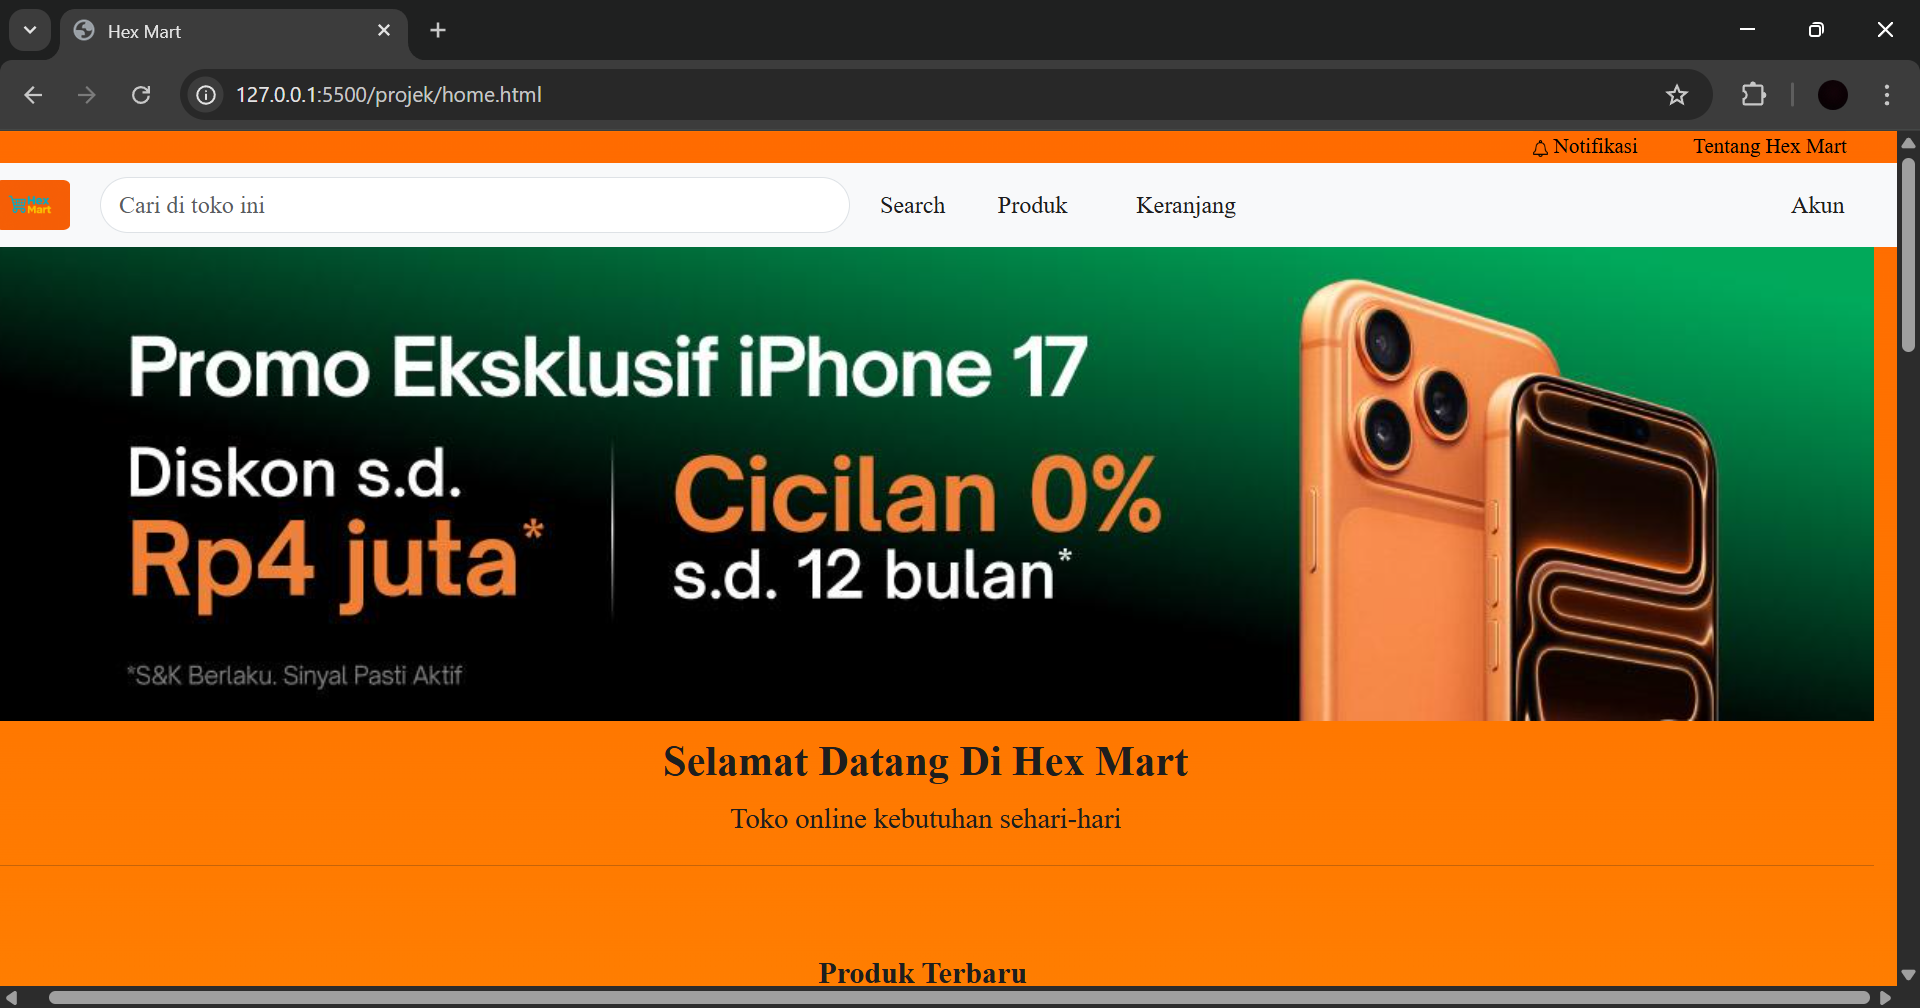 Hex Mart
127.0.0.1:5500/projek/home.html
Notifikasi Tentang Hex Mart
Hex
Mart
Cari di toko ini Search Produk Keranjang Akun
Promo Eksklusif iPhone 17
Diskon s.d.
Rp4 juta*
Cicilan 0%
s.d. 12 bulan*
*S&K Berlaku. Sinyal Pasti Aktif
Selamat Datang Di Hex Mart
Toko online kebutuhan sehari-hari
Produk Terbaru